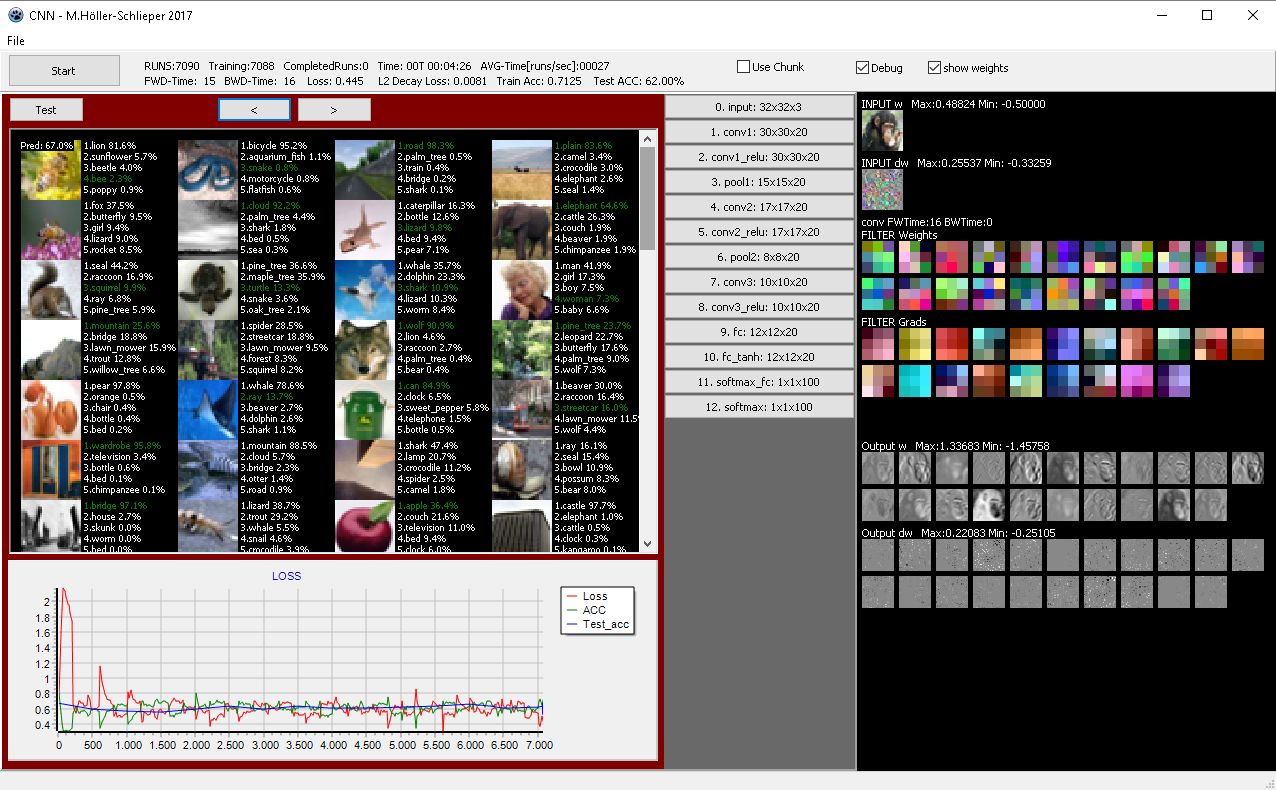 CNN - M.Höller-Schlieper 2017
File
Start
RUNS:7090 Training:7088 CompletedRuns:0 Time: 00T 00:04:26 AVG-Time[runs/sec]:00027
FWD-Time: 15 BWD-Time: 16 Loss: 0.445 L2 Decay Loss: 0.0081 Train Acc: 0.7125 Test ACC: 62.00%
Use Chunk
Debug
show weights
Test
<
>
Pred: 67.0%
1.lion 81.6%
2.sunflower 5.7%
3.beetle 4.0%
4.bee 2.3%
5.poppy 0.9%
1.bicycle 95.2%
2.aquarium_fish 1.1%
3.snake 0.8%
4.motorcycle 0.8%
5.flatfish 0.6%
1.road 98.3%
2.palm_tree 0.5%
3.train 0.4%
4.bridge 0.2%
5.shark 0.1%
1.plain 83.6%
2.camel 3.4%
3.crocodile 3.0%
4.elephant 2.6%
5.seal 1.4%
1.fox 37.5%
2.butterfly 9.5%
3.girl 9.4%
4.lizard 9.0%
5.rocket 8.5%
1.cloud 92.2%
2.palm_tree 4.4%
3.shark 1.8%
4.bed 0.5%
5.sea 0.3%
1.caterpillar 16.3%
2.bottle 12.6%
3.lizard 9.8%
4.bed 9.4%
5.pear 7.1%
1.elephant 64.6%
2.cattle 26.3%
3.couch 1.9%
4.beaver 1.9%
5.chimpanzee 1.9%
1.seal 44.2%
2.raccoon 16.9%
3.squirrel 9.9%
4.ray 6.8%
5.pine_tree 5.9%
1.pine_tree 36.6%
2.maple_tree 35.9%
3.turtle 13.3%
4.snake 3.6%
5.oak_tree 2.1%
1.whale 35.7%
2.dolphin 23.3%
3.shark 10.9%
4.lizard 10.3%
5.worm 8.4%
1.man 41.9%
2.girl 17.3%
3.boy 7.5%
4.woman 7.3%
5.baby 6.6%
1.mountain 25.6%
2.bridge 18.8%
3.lawn_mower 15.9%
4.trout 12.8%
5.willow_tree 6.6%
1.spider 28.5%
2.streetcar 18.8%
3.lawn_mower 9.5%
4.forest 8.3%
5.squirrel 8.2%
1.wolf 90.9%
2.lion 4.6%
3.raccoon 2.7%
4.palm_tree 0.4%
5.bear 0.4%
1.pine_tree 23.7%
2.leopard 22.7%
3.butterfly 17.6%
4.palm_tree 9.0%
5.wolf 7.3%
1.pear 97.8%
2.orange 0.5%
3.chair 0.4%
4.bottle 0.4%
5.bed 0.2%
1.whale 78.6%
2.ray 13.7%
3.beaver 2.7%
4.dolphin 2.6%
5.shark 1.1%
1.can 84.9%
2.clock 6.5%
3.sweet_pepper 5.8%
4.telephone 1.5%
5.bottle 0.5%
1.beaver 30.0%
2.raccoon 16.4%
3.streetcar 16.0%
4.lawn_mower 11.5
5.wolf 4.4%
1.wardrobe 95.8%
2.television 3.4%
3.bottle 0.6%
4.bed 0.1%
5.chimpanzee 0.1%
1.mountain 88.5%
2.cloud 5.7%
3.bridge 2.3%
4.otter 1.4%
5.road 0.9%
1.shark 47.4%
2.lamp 20.7%
3.crocodile 11.2%
4.spider 2.5%
5.camel 1.8%
1.ray 16.1%
2.seal 15.4%
3.bowl 10.9%
4.possum 8.3%
5.bear 8.0%
1.bridge 97.1%
2.house 2.7%
3.skunk 0.0%
4.worm 0.0%
5.bed 0.0%
1.lizard 38.7%
2.trout 29.2%
3.whale 5.5%
4.snail 4.6%
5.crocodile 3.9%
1.apple 36.4%
2.couch 21.6%
3.television 11.0%
4.bed 9.4%
5.clock 6.0%
1.castle 97.7%
2.elephant 1.0%
3.cattle 0.5%
4.clock 0.3%
5.kangaroo 0.1%
LOSS
2
1.8
1.6
1.4
1.2
1
0.8
0.6
0.4
0 500 1.000 1.500 2.000 2.500 3.000 3.500 4.000 4.500 5.000 5.500 6.000 6.500 7.000
Loss
ACC
Test_acc
0. input: 32x32x3
1. conv1: 30x30x20
2. conv1_relu: 30x30x20
3. pool1: 15x15x20
4. conv2: 17x17x20
5. conv2_relu: 17x17x20
6. pool2: 8x8x20
7. conv3: 10x10x20
8. conv3_relu: 10x10x20
9. fc: 12x12x20
10. fc_tanh: 12x12x20
11. softmax_fc: 1x1x100
12. softmax: 1x1x100
INPUT w Max:0.48824 Min: -0.50000
INPUT dw Max:0.25537 Min: -0.33259
conv FWTime:16 BWTime:0
FILTER Weights
FILTER Grads
Output w Max:1.33683 Min: -1.45758
Output dw Max:0.22083 Min: -0.25105